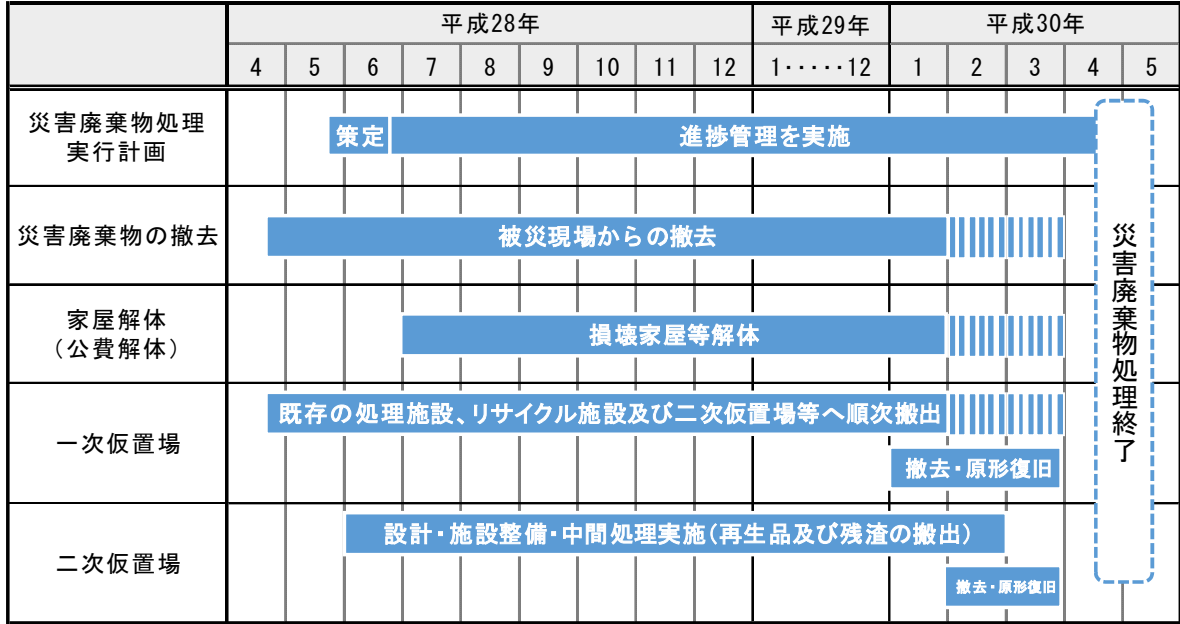 平成28年
平成29年
平成30年
4 5 6 7 8 9 10 11 12 1・・・・・12 1 2 3 4 5
災害廃棄物処理
実行計画
策定
進捗管理を実施
災害廃棄物の撤去
被災現場からの撤去
家屋解体
（公費解体）
損壊家屋等解体
一次仮置場
既存の処理施設、リサイクル施設及び二次仮置場等へ順次搬出
撤去・原形復旧
二次仮置場
設計・施設整備・中間処理実施（再生品及び残渣の搬出）
撤去・原形復旧
災害廃棄物処理終了